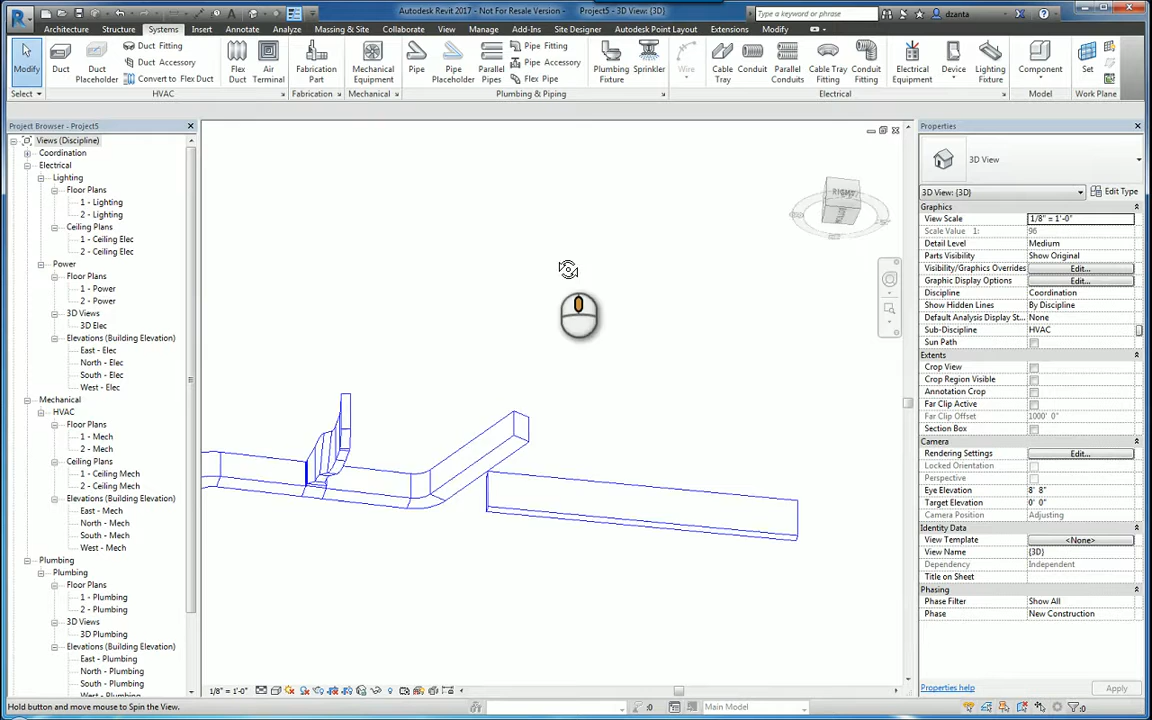 Autodesk Revit 2017 - Not For Resale Version - Project5 - 3D View: {3D}
Type a keyword or phrase
dzanta
Architecture Structure Systems Insert Annotate Analyze Massing & Site Collaborate View Manage Add-Ins Site Designer Autodesk Point Layout Extensions Modify
Modify
Duct
Duct Placeholder
Duct Fitting
Duct Accessory
Convert to Flex Duct
Flex Duct
Air Terminal
Fabrication Part
Mechanical Equipment
Pipe
Pipe Placeholder
Parallel Pipes
Pipe Fitting
Pipe Accessory
Flex Pipe
Plumbing Fixture
Sprinkler
Wire
Cable Tray
Conduit
Parallel Conduits
Cable Tray Fitting
Conduit Fitting
Electrical Equipment
Device
Lighting Fixture
Component
Set
Select HVAC Fabrication Mechanical Plumbing & Piping Electrical Model Work Plane
Project Browser - Project5
Views (Discipline)
Coordination
Electrical
Lighting
Floor Plans
1 - Lighting
2 - Lighting
Ceiling Plans
1 - Ceiling Elec
2 - Ceiling Elec
Power
Floor Plans
1 - Power
2 - Power
3D Views
3D Elec
Elevations (Building Elevation)
East - Elec
North - Elec
South - Elec
West - Elec
Mechanical
HVAC
Floor Plans
1 - Mech
2 - Mech
Ceiling Plans
1 - Ceiling Mech
2 - Ceiling Mech
Elevations (Building Elevation)
East - Mech
North - Mech
South - Mech
West - Mech
Plumbing
Plumbing
Floor Plans
1 - Plumbing
2 - Plumbing
3D Views
3D Plumbing
Elevations (Building Elevation)
East - Plumbing
North - Plumbing
South - Plumbing
West - Plumbing
RIGHT
Properties
3D View
3D View: {3D}
Edit Type
Graphics
View Scale 1/8" = 1'-0"
Scale Value 1: 96
Detail Level Medium
Parts Visibility Show Original
Visibility/Graphics Overrides Edit...
Graphic Display Options Edit...
Discipline Coordination
Show Hidden Lines By Discipline
Default Analysis Display St... None
Sub-Discipline HVAC
Sun Path
Extents
Crop View
Crop Region Visible
Annotation Crop
Far Clip Active
Far Clip Offset 1000' 0"
Section Box
Camera
Rendering Settings Edit...
Locked Orientation
Perspective
Eye Elevation 8' 8"
Target Elevation 0' 0"
Camera Position Adjusting
Identity Data
View Template <None>
View Name {3D}
Dependency Independent
Title on Sheet
Phasing
Phase Filter Show All
Phase New Construction
Properties help
Apply
1/8" = 1'-0"
Hold button and move mouse to Spin the View.
:0
Main Model
:0